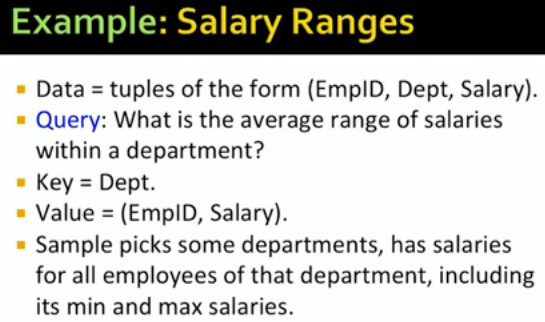 Example: Salary Ranges
▪ Data = tuples of the form (EmpID, Dept, Salary).
▪ Query: What is the average range of salaries
within a department?
▪ Key = Dept.
▪ Value = (EmpID, Salary).
▪ Sample picks some departments, has salaries
for all employees of that department, including
its min and max salaries.